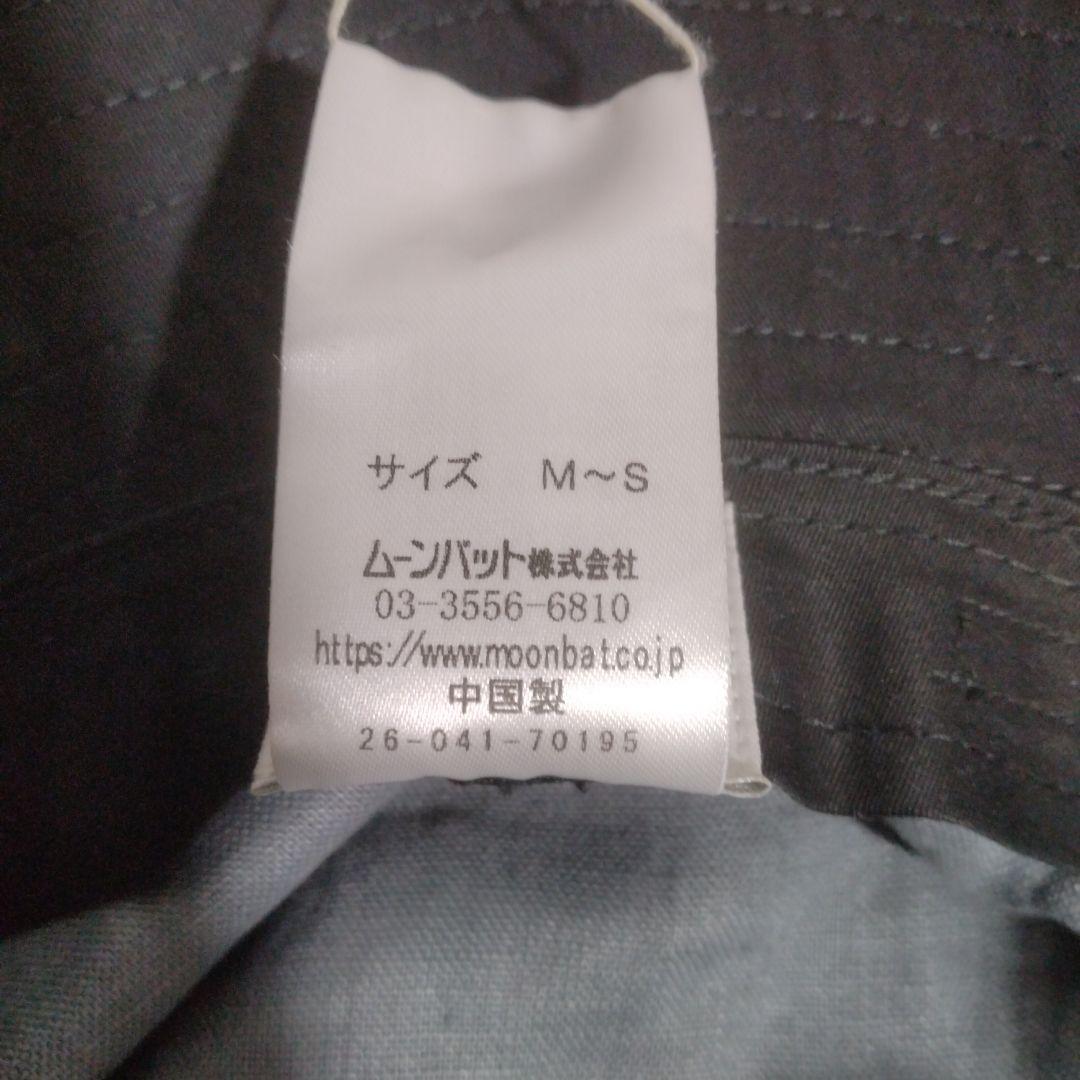 サイズ M～S
ムーンバット株式会社
03-3556-6810
https://www.moonbat.co.jp
中国製
26-041-70195